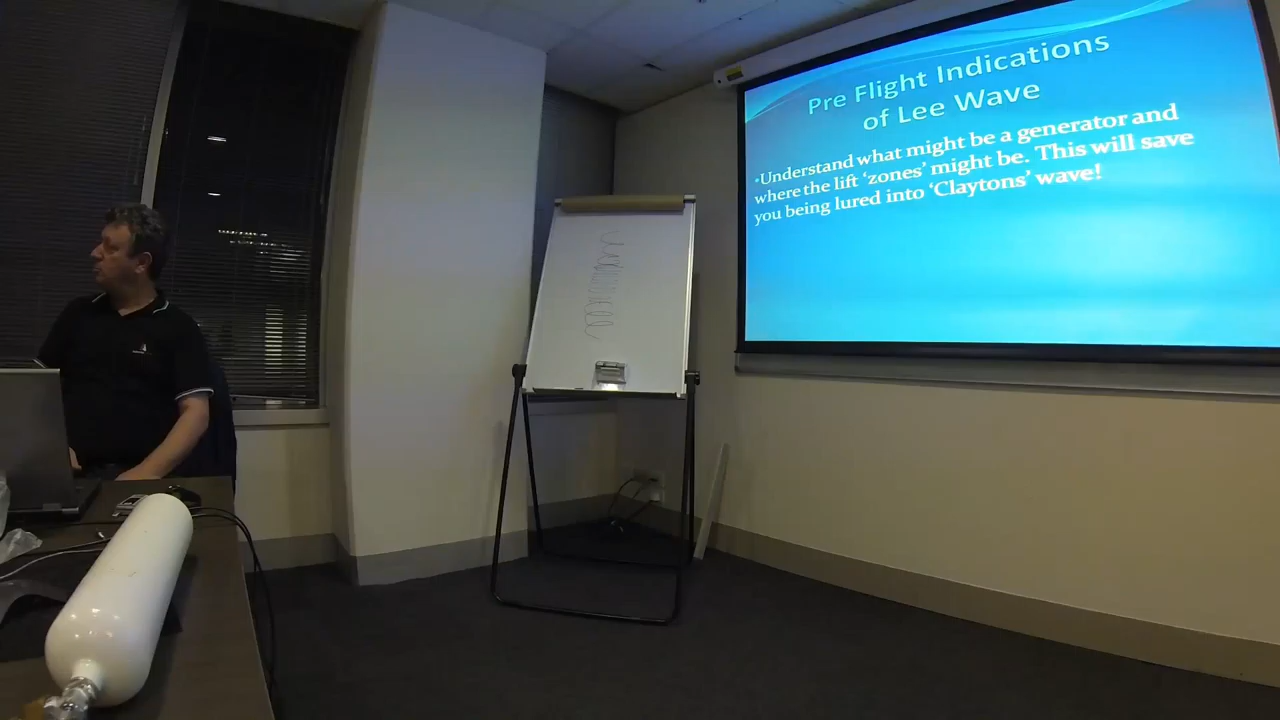 Pre Flight Indications
of Lee Wave
•Understand what might be a generator and
where the lift ‘zones’ might be. This will save
you being lured into ‘Claytons’ wave!